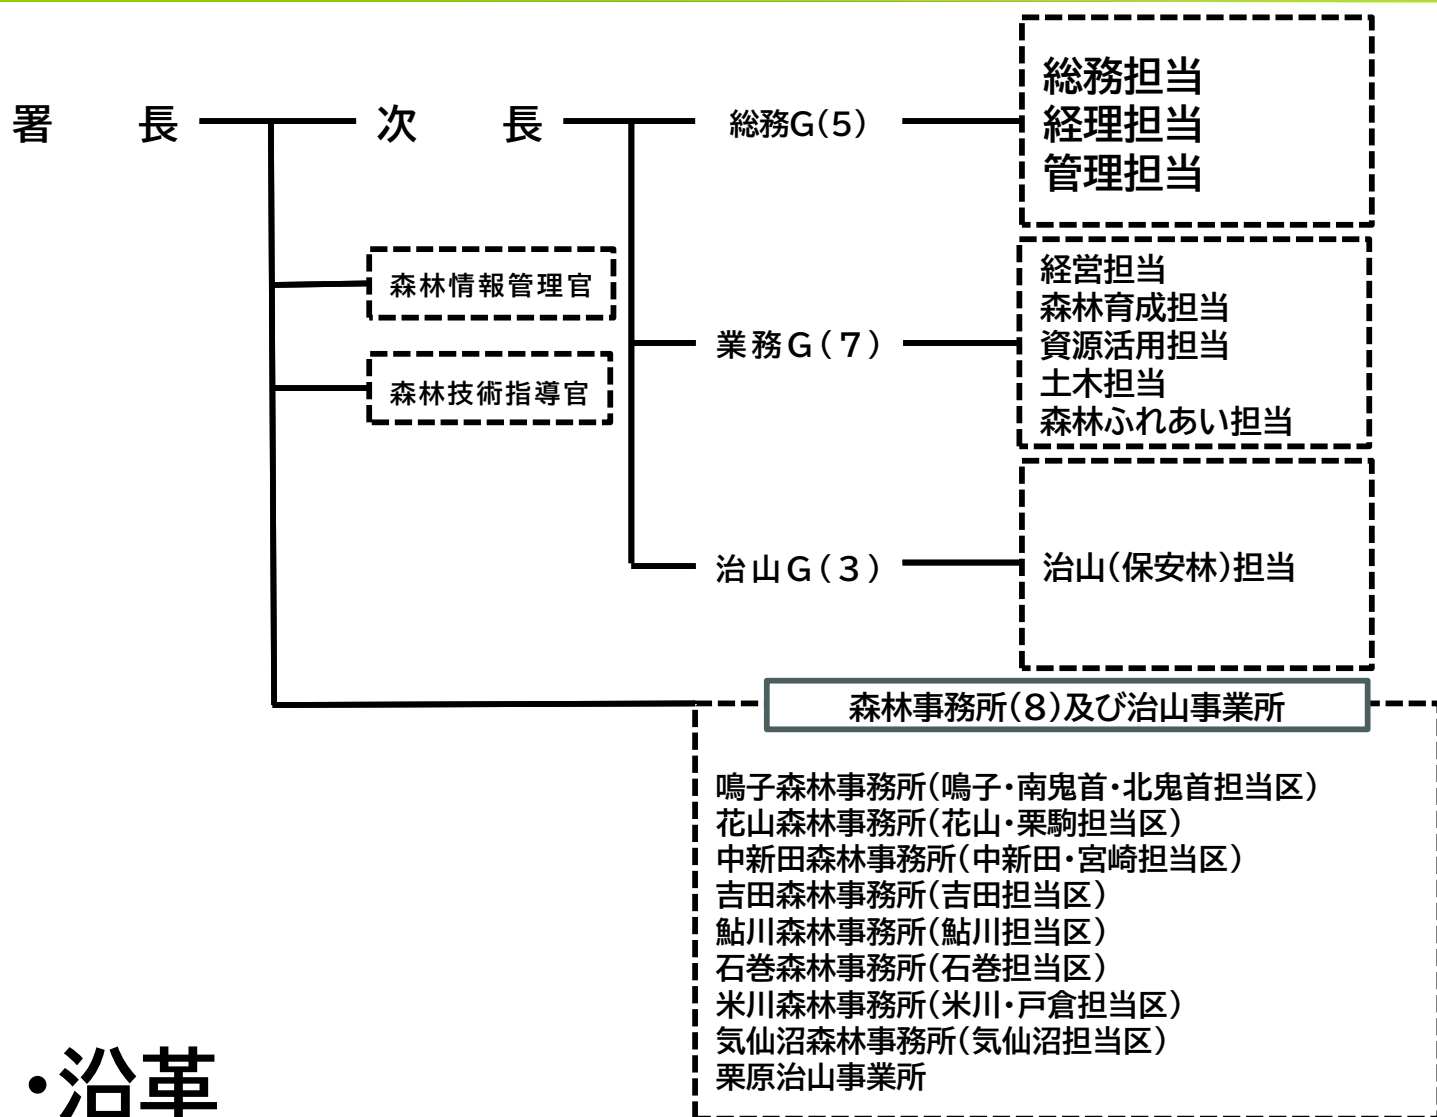 署　長
次　長
総務G(5)
総務担当
経理担当
管理担当
森林情報管理官
森林技術指導官
業務G(7)
経営担当
森林育成担当
資源活用担当
土木担当
森林ふれあい担当
治山G(3)
治山(保安林)担当
森林事務所(8)及び治山事業所
鳴子森林事務所(鳴子・南鬼首・北鬼首担当区)
花山森林事務所(花山・栗駒担当区)
中新田森林事務所(中新田・宮崎担当区)
吉田森林事務所(吉田担当区)
鮎川森林事務所(鮎川担当区)
石巻森林事務所(石巻担当区)
米川森林事務所(米川・戸倉担当区)
気仙沼森林事務所(気仙沼担当区)
栗原治山事業所
・沿革